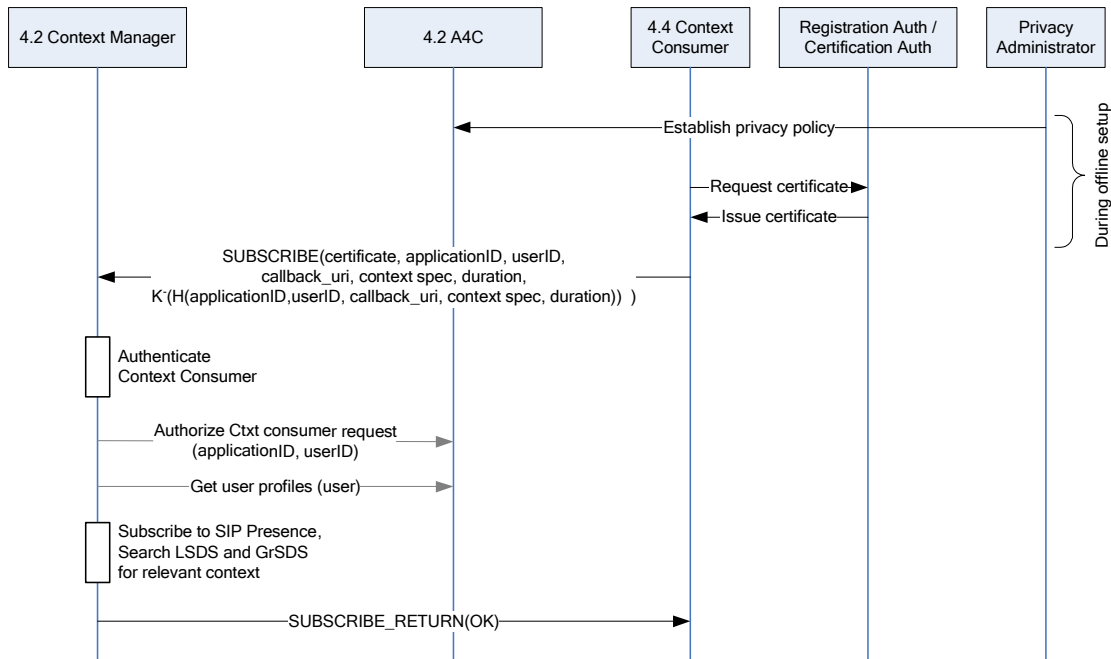 4.2 Context Manager
4.2 A4C
4.4 Context
Consumer
Registration Auth /
Certification Auth
Privacy
Administrator
Establish privacy policy
During offline setup
Request certificate
Issue certificate
SUBSCRIBE(certificate, applicationID, userID,
callback_uri, context spec, duration,
K⁻(H(applicationID,userID, callback_uri, context spec, duration)) )
Authenticate
Context Consumer
Authorize Ctxt consumer request
(applicationID, userID)
Get user profiles (user)
Subscribe to SIP Presence,
Search LSDS and GrSDS
for relevant context
SUBSCRIBE_RETURN(OK)